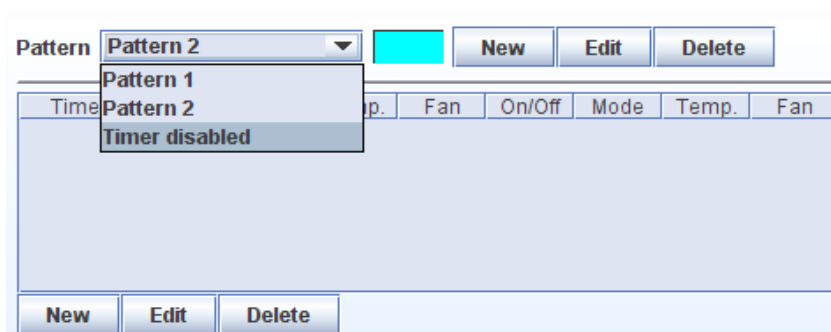 Pattern Pattern 2 New Edit Delete
Pattern 1
Time Pattern 2 Fan On/Off Mode Temp. Fan
Timer disabled
New Edit Delete